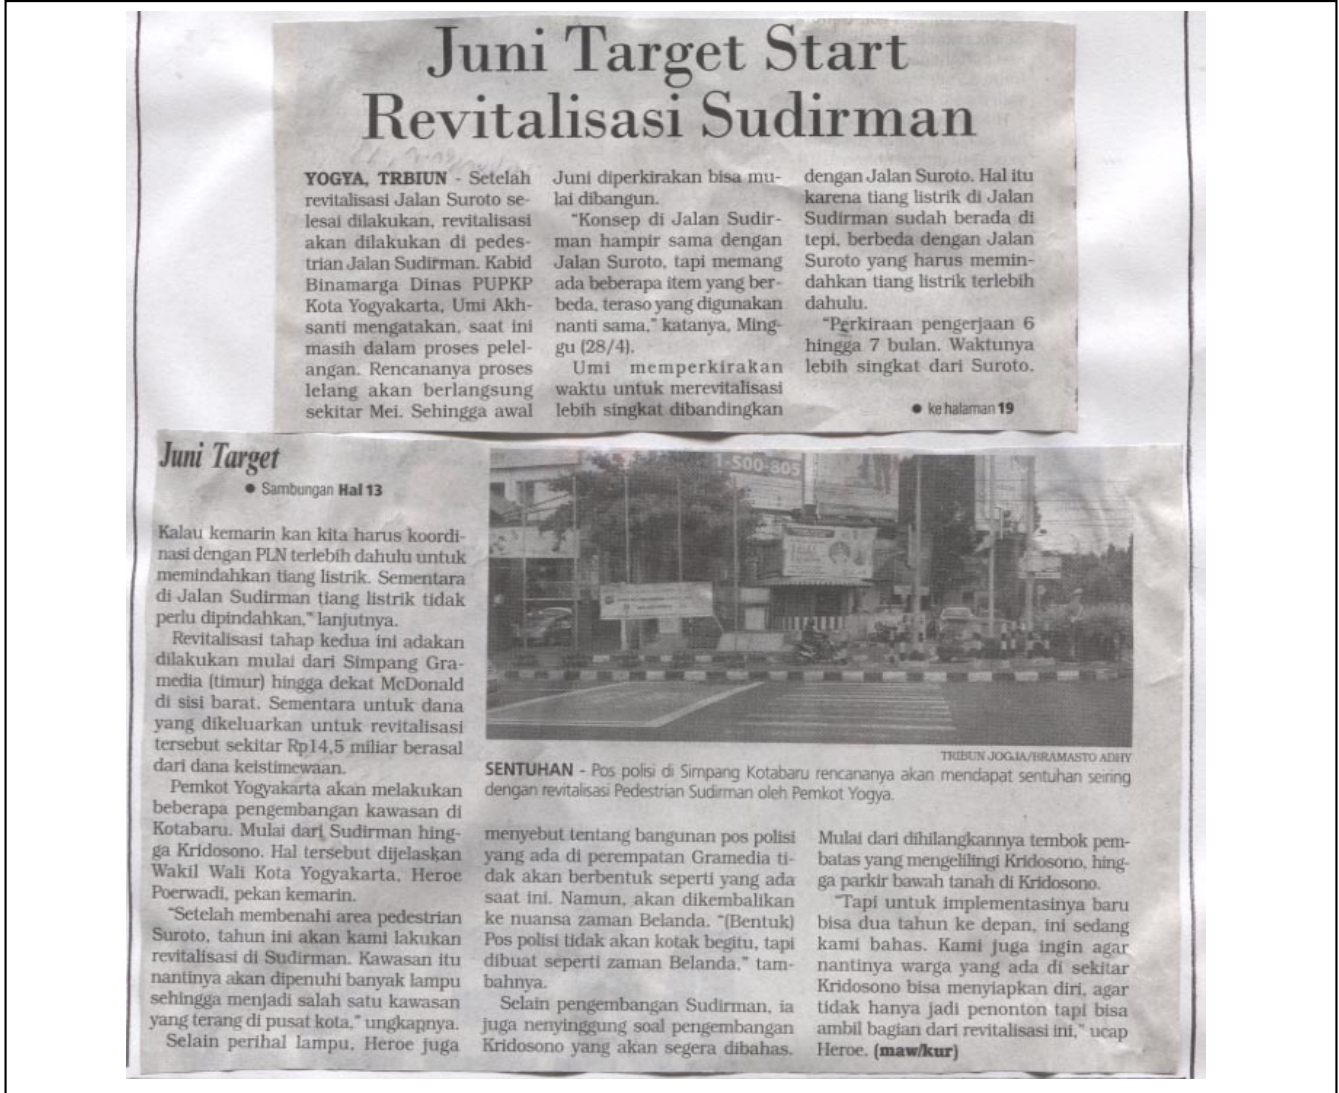 Juni Target Start
Revitalisasi Sudirman
YOGYA, TRBIUN - Setelah
revitalisasi Jalan Suroto se-
lesai dilakukan, revitalisasi
akan dilakukan di pedes-
trian Jalan Sudirman. Kabid
Binamarga Dinas PUPKP
Kota Yogyakarta, Umi Akh-
santi mengatakan, saat ini
masih dalam proses pelel-
angan. Rencananya proses
lelang akan berlangsung
sekitar Mei. Sehingga awal
Juni diperkirakan bisa mu-
lai dibangun.
"Konsep di Jalan Sudir-
man hampir sama dengan
Jalan Suroto, tapi memang
ada beberapa item yang ber-
beda, teraso yang digunakan
nanti sama," katanya, Ming-
gu (28/4).
Umi memperkirakan
waktu untuk merevitalisasi
lebih singkat dibandingkan
dengan Jalan Suroto. Hal itu
karena tiang listrik di Jalan
Sudirman sudah berada di
tepi, berbeda dengan Jalan
Suroto yang harus memin-
dahkan tiang listrik terlebih
dahulu.
"Perkiraan pengerjaan 6
hingga 7 bulan. Waktunya
lebih singkat dari Suroto.
● ke halaman 19
Juni Target
● Sambungan Hal 13
Kalau kemarin kan kita harus koordi-
nasi dengan PLN terlebih dahulu untuk
memindahkan tiang listrik. Sementara
di Jalan Sudirman tiang listrik tidak
perlu dipindahkan," lanjutnya.
Revitalisasi tahap kedua ini adakan
dilakukan mulai dari Simpang Gra-
media (timur) hingga dekat McDonald
di sisi barat. Sementara untuk dana
yang dikeluarkan untuk revitalisasi
tersebut sekitar Rp14,5 miliar berasal
dari dana keistimewaan.
Pemkot Yogyakarta akan melakukan
beberapa pengembangan kawasan di
Kotabaru. Mulai dari Sudirman hing-
ga Kridosono. Hal tersebut dijelaskan
Wakil Wali Kota Yogyakarta, Heroe
Poerwadi, pekan kemarin.
"Setelah membenahi area pedestrian
Suroto, tahun ini akan kami lakukan
revitalisasi di Sudirman. Kawasan itu
nantinya akan dipenuhi banyak lampu
sehingga menjadi salah satu kawasan
yang terang di pusat kota," ungkapnya.
Selain perihal lampu, Heroe juga
1-500-805
TRIBUN JOGJA/BRAMASTO ADHY
SENTUHAN - Pos polisi di Simpang Kotabaru rencananya akan mendapat sentuhan seiring
dengan revitalisasi Pedestrian Sudirman oleh Pemkot Yogya.
menyebut tentang bangunan pos polisi
yang ada di perempatan Gramedia ti-
dak akan berbentuk seperti yang ada
saat ini. Namun, akan dikembalikan
ke nuansa zaman Belanda. "(Bentuk)
Pos polisi tidak akan kotak begitu, tapi
dibuat seperti zaman Belanda," tam-
bahnya.
Selain pengembangan Sudirman, ia
juga nenyinggung soal pengembangan
Kridosono yang akan segera dibahas.
Mulai dari dihilangkannya tembok pem-
batas yang mengelilingi Kridosono, hing-
ga parkir bawah tanah di Kridosono.
"Tapi untuk implementasinya baru
bisa dua tahun ke depan, ini sedang
kami bahas. Kami juga ingin agar
nantinya warga yang ada di sekitar
Kridosono bisa menyiapkan diri, agar
tidak hanya jadi penonton tapi bisa
ambil bagian dari revitalisasi ini," ucap
Heroe. (maw/kur)